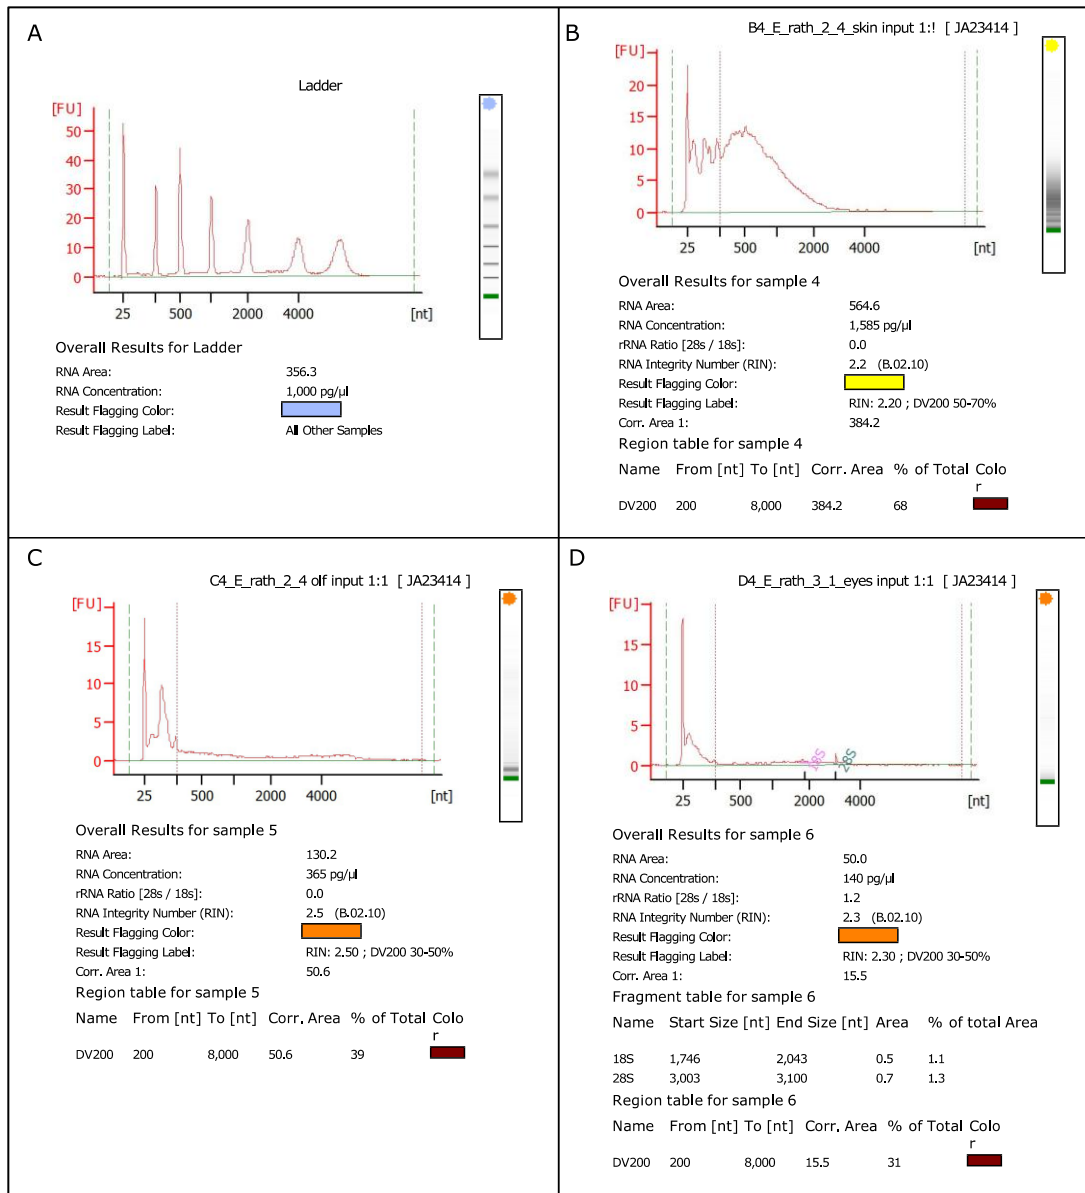 A
Ladder
[FU]
50
40
30
20
10
0
25 500 2000 4000 [nt]
Overall Results for Ladder
RNA Area: 356.3
RNA Concentration: 1,000 pg/µl
Result Flagging Color:
Result Flagging Label: All Other Samples
B
B4_E_rath_2_4_skin input 1:! [ JA23414 ]
[FU]
20
15
10
5
0
25 500 2000 4000 [nt]
Overall Results for sample 4
RNA Area: 564.6
RNA Concentration: 1,585 pg/µl
rRNA Ratio [28s / 18s]: 0.0
RNA Integrity Number (RIN): 2.2 (B.02.10)
Result Flagging Color:
Result Flagging Label: RIN: 2.20 ; DV200 50-70%
Corr. Area 1: 384.2
Region table for sample 4
Name From [nt] To [nt] Corr. Area % of Total Colo
r
DV200 200 8,000 384.2 68
C
C4_E_rath_2_4 olf input 1:1 [ JA23414 ]
[FU]
15
10
5
0
25 500 2000 4000 [nt]
Overall Results for sample 5
RNA Area: 130.2
RNA Concentration: 365 pg/µl
rRNA Ratio [28s / 18s]: 0.0
RNA Integrity Number (RIN): 2.5 (B.02.10)
Result Flagging Color:
Result Flagging Label: RIN: 2.50 ; DV200 30-50%
Corr. Area 1: 50.6
Region table for sample 5
Name From [nt] To [nt] Corr. Area % of Total Colo
r
DV200 200 8,000 50.6 39
D
D4_E_rath_3_1_eyes input 1:1 [ JA23414 ]
[FU]
15
10
5
0
18S 28S
25 500 2000 4000 [nt]
Overall Results for sample 6
RNA Area: 50.0
RNA Concentration: 140 pg/µl
rRNA Ratio [28s / 18s]: 1.2
RNA Integrity Number (RIN): 2.3 (B.02.10)
Result Flagging Color:
Result Flagging Label: RIN: 2.30 ; DV200 30-50%
Corr. Area 1: 15.5
Fragment table for sample 6
Name Start Size [nt] End Size [nt] Area % of total Area
18S 1,746 2,043 0.5 1.1
28S 3,003 3,100 0.7 1.3
Region table for sample 6
Name From [nt] To [nt] Corr. Area % of Total Colo
r
DV200 200 8,000 15.5 31